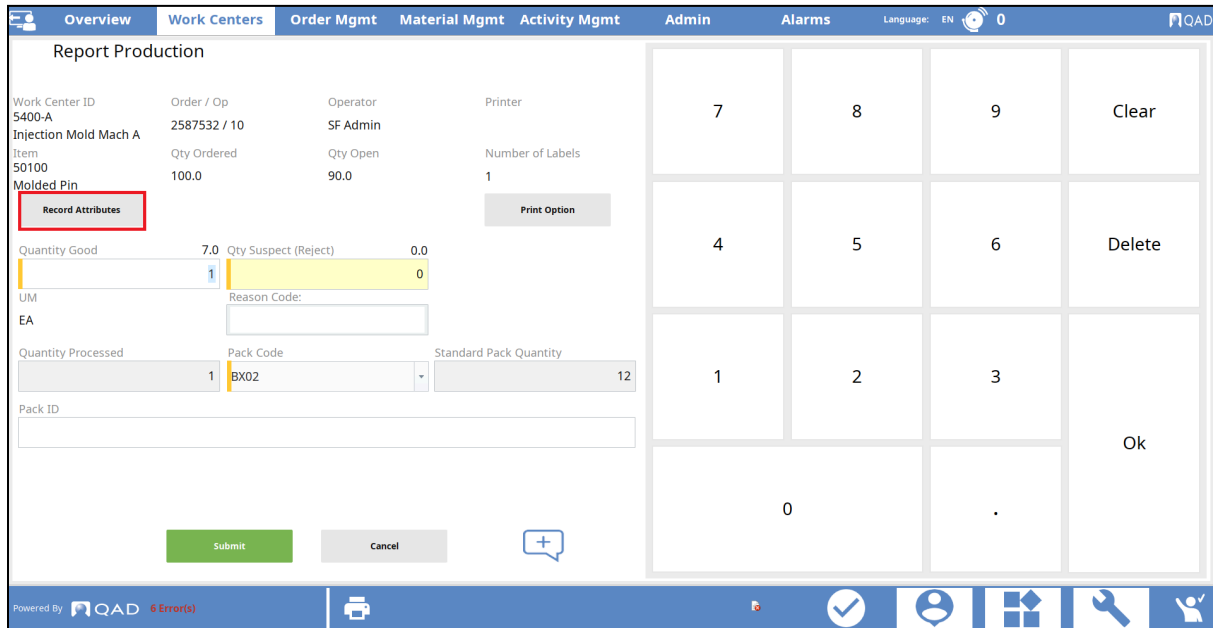 Overview Work Centers Order Mgmt Material Mgmt Activity Mgmt Admin Alarms Language: EN 0 QAD
Report Production
Work Center ID Order / Op Operator Printer
5400-A
2587532 / 10 SF Admin
Injection Mold Mach A
Item Qty Ordered Qty Open Number of Labels
50100
100.0 90.0 1
Molded Pin
Record Attributes Print Option
Quantity Good 7.0 Qty Suspect (Reject) 0.0
1 0
UM Reason Code:
EA
Quantity Processed Pack Code Standard Pack Quantity
1 BX02 12
Pack ID
Submit Cancel
7 8 9 Clear
4 5 6 Delete
1 2 3
Ok
0 .
Powered By QAD 6 Error(s)